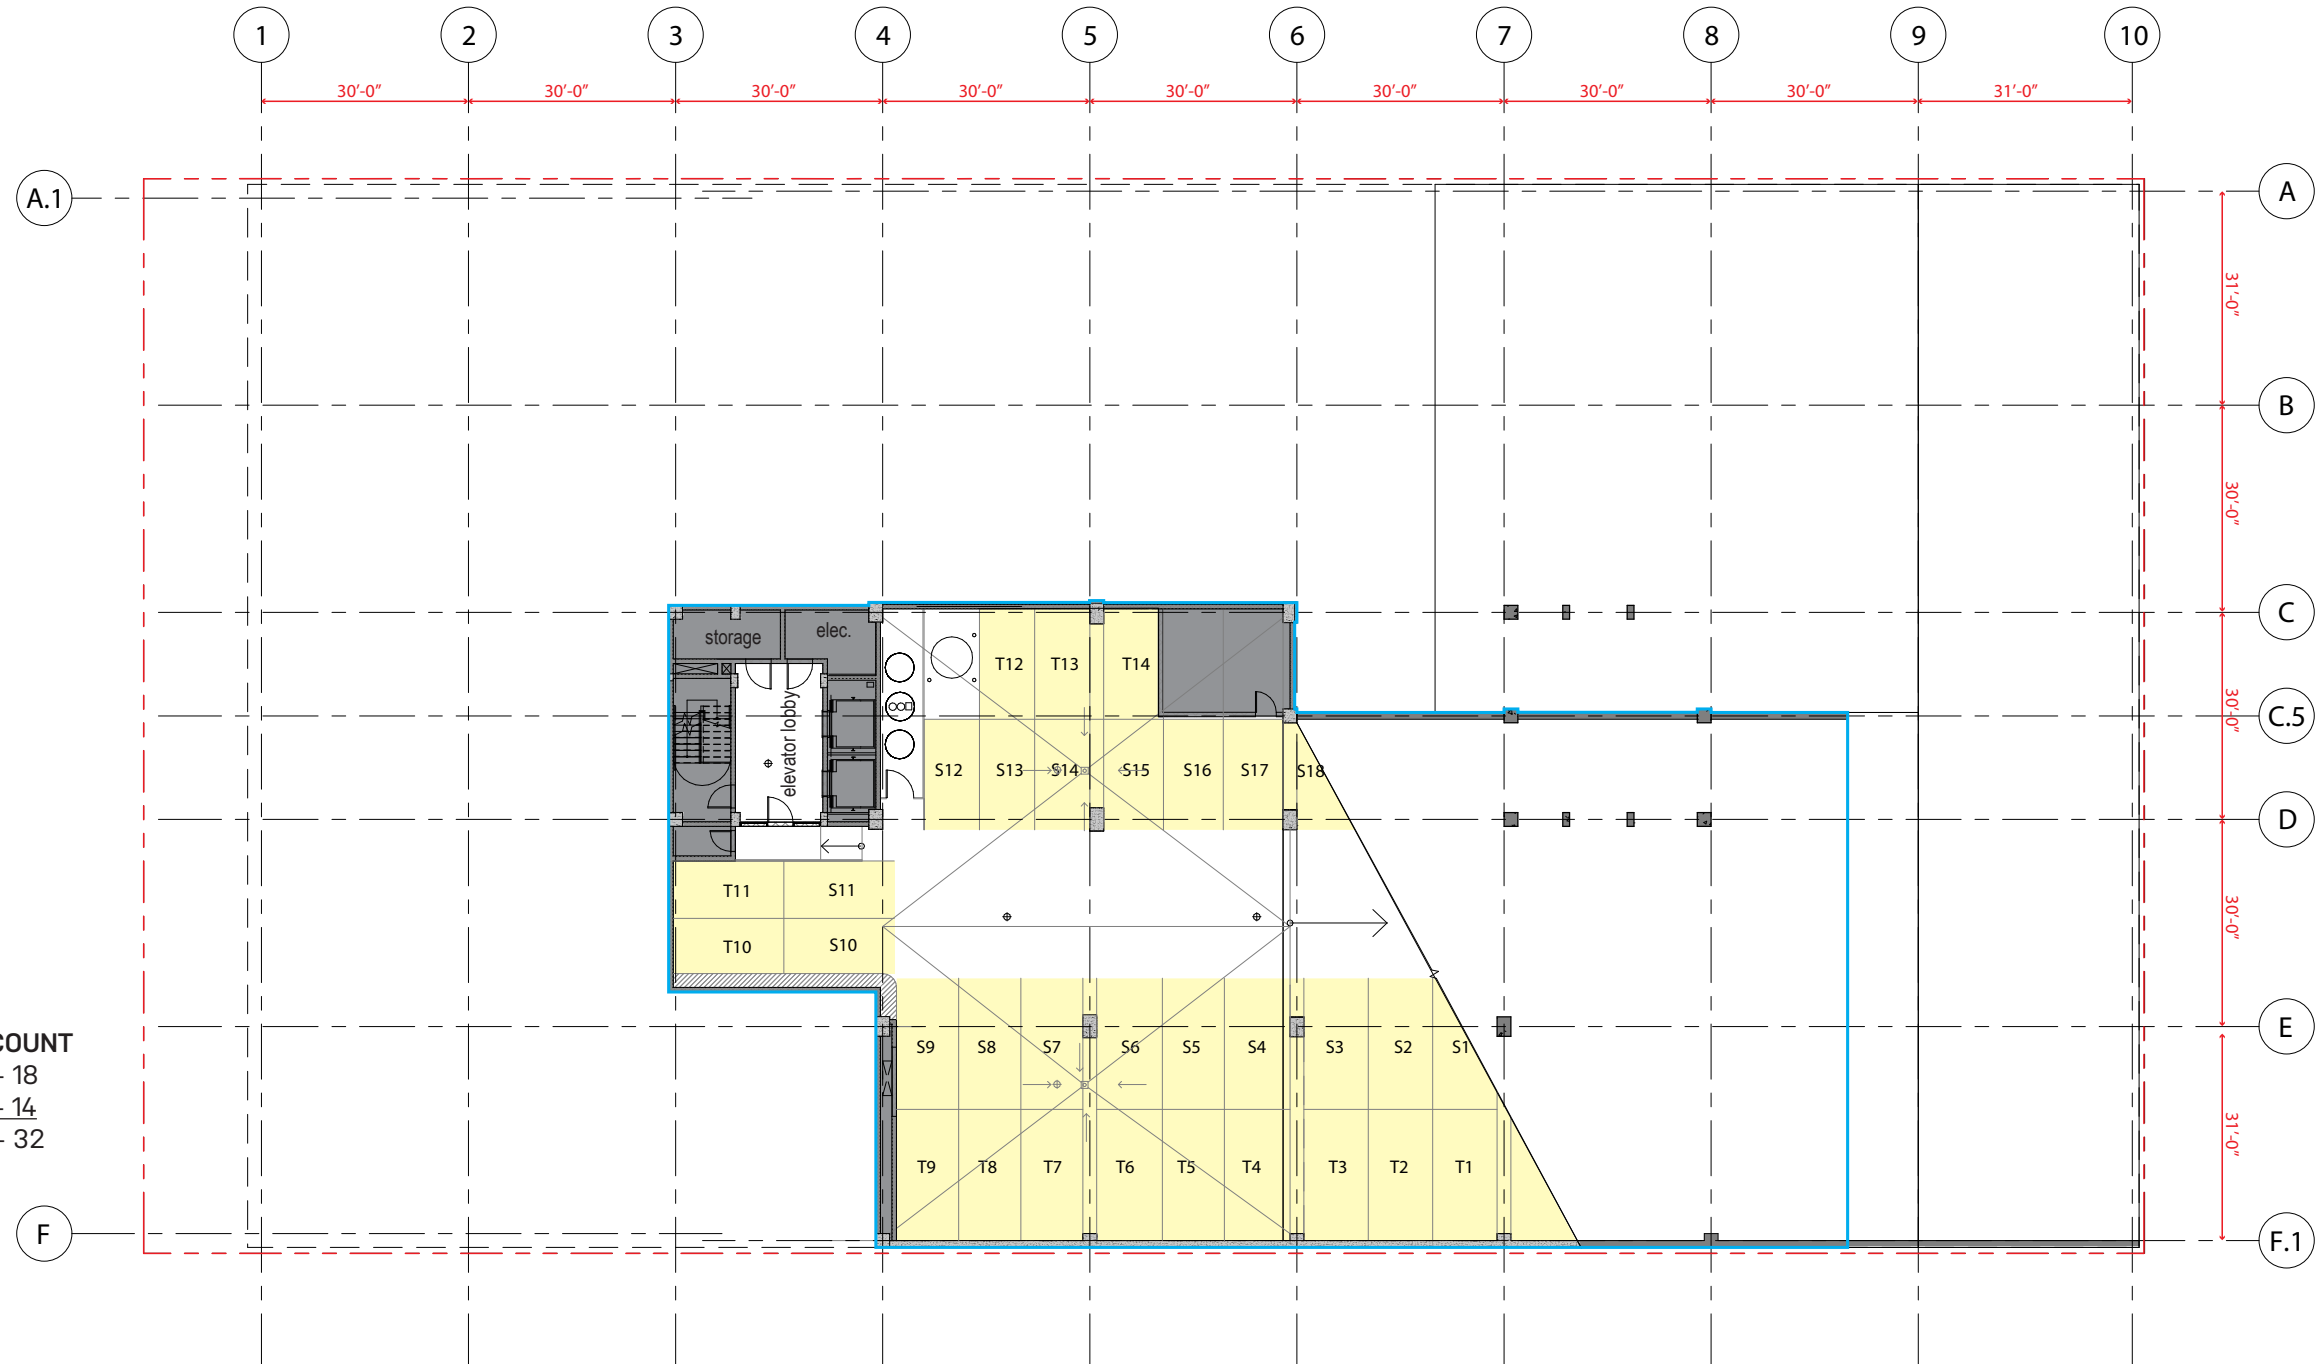 1 2 3 4 5 6 7 8 9 10
30'-0" 30'-0" 30'-0" 30'-0" 30'-0" 30'-0" 30'-0" 30'-0" 31'-0"
A.1 A
31'-0"
B
30'-0"
C
storage elec.
T12 T13 T14
30'-0"
C.5
elevator lobby
S12 S13 S14 S15 S16 S17 S18
D
T11 S11
30'-0"
T10 S10
E
COUNT
S9 S8 S7 S6 S5 S4 S3 S2 S1
- 18
- 14
31'-0"
- 32
T9 T8 T7 T6 T5 T4 T3 T2 T1
F F.1